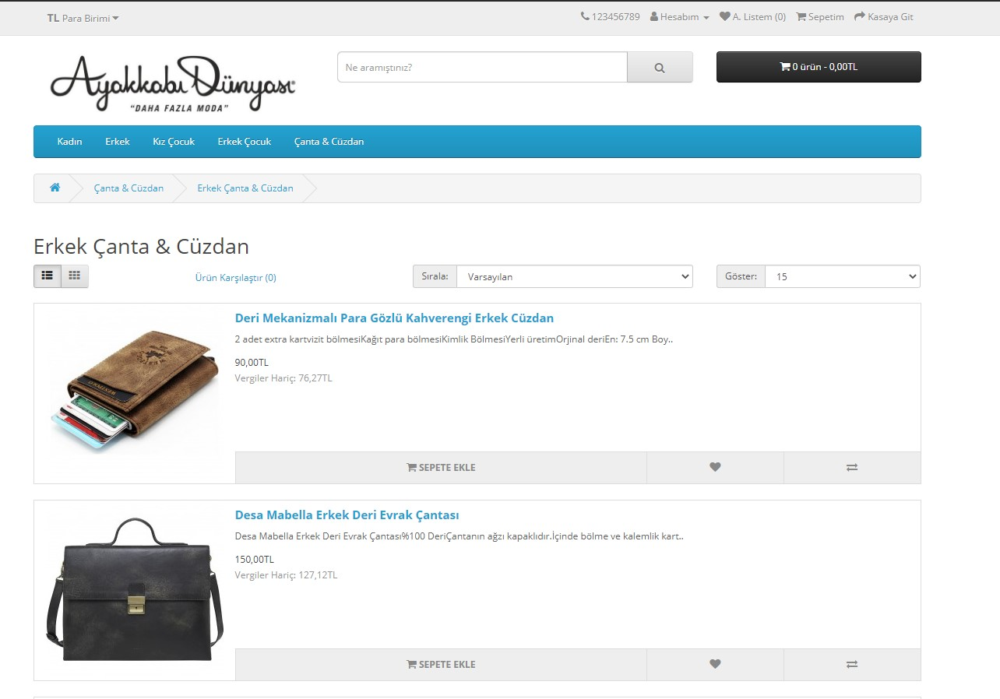 TL Para Birimi
123456789 Hesabım A. Listem (0) Sepetim Kasaya Git
Ayakkabı Dünyası
"DAHA FAZLA MODA"
Ne aramıştınız?
0 ürün - 0,00TL
Kadın Erkek Kız Çocuk Erkek Çocuk Çanta & Cüzdan
Çanta & Cüzdan Erkek Çanta & Cüzdan
Erkek Çanta & Cüzdan
Ürün Karşılaştır (0) Sırala: Varsayılan Göster: 15
Deri Mekanizmalı Para Gözlü Kahverengi Erkek Cüzdan
2 adet extra kartvizit bölmesiKağıt para bölmesiKimlik BölmesiYerli üretimOrjinal deriEn: 7.5 cm Boy..
90,00TL
Vergiler Hariç: 76,27TL
SEPETE EKLE
Desa Mabella Erkek Deri Evrak Çantası
Desa Mabella Erkek Deri Evrak Çantası%100 DeriÇantanın ağzı kapaklıdır.İçinde bölme ve kalemlik kart..
150,00TL
Vergiler Hariç: 127,12TL
SEPETE EKLE